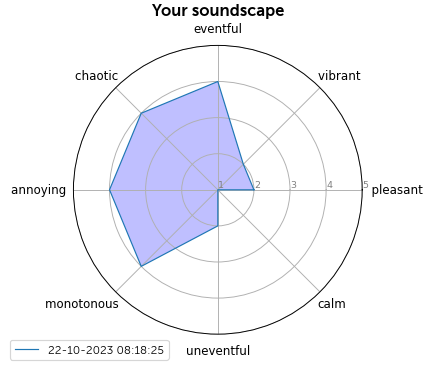 Your soundscape
eventful
chaotic
vibrant
annoying
1
2
3
4
5
pleasant
monotonous
calm
uneventful
22-10-2023 08:18:25